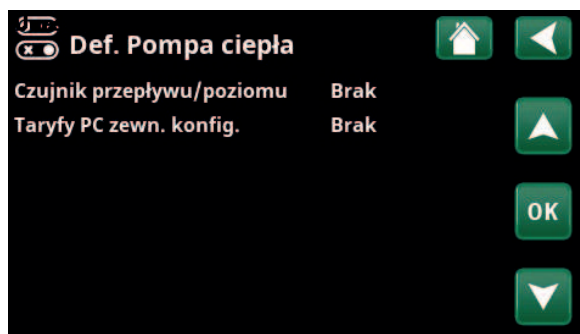 Def. Pompa ciepła
Czujnik przepływu/poziomu Brak
Taryfy PC zewn. konfig. Brak
OK